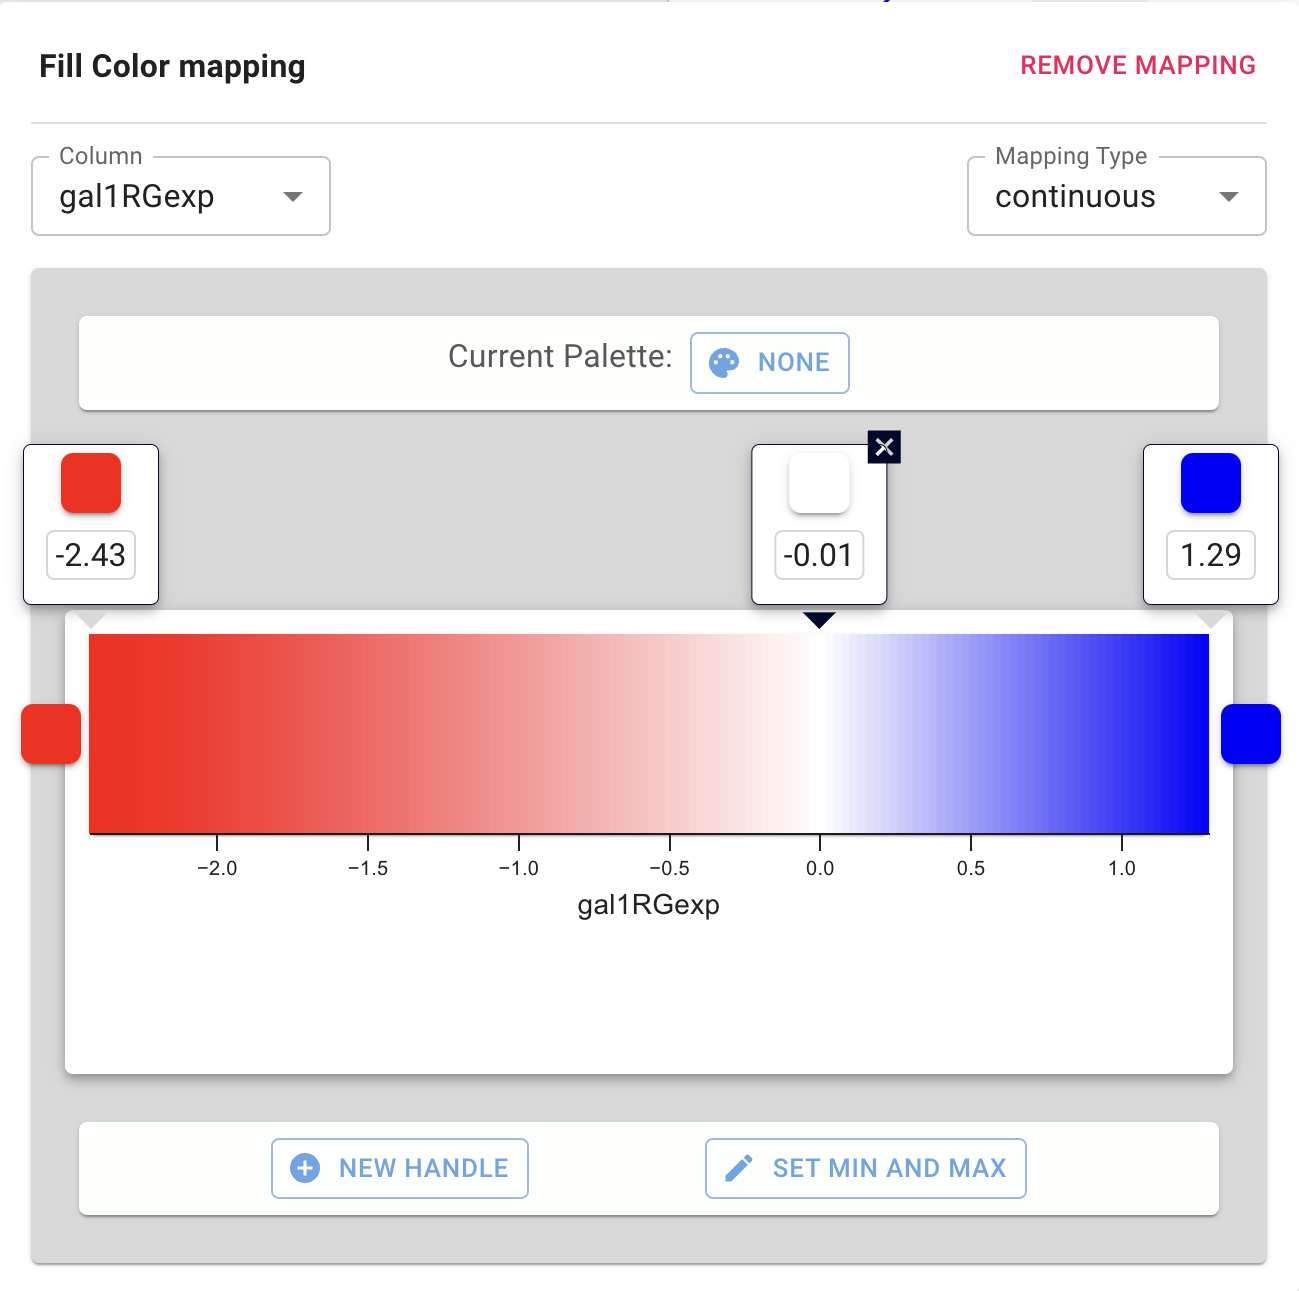 Fill Color mapping
REMOVE MAPPING
Column
gal1RGexp
Mapping Type
continuous
Current Palette:
NONE
-2.43
-0.01
1.29
−2.0
−1.5
−1.0
−0.5
0.0
0.5
1.0
gal1RGexp
NEW HANDLE
SET MIN AND MAX